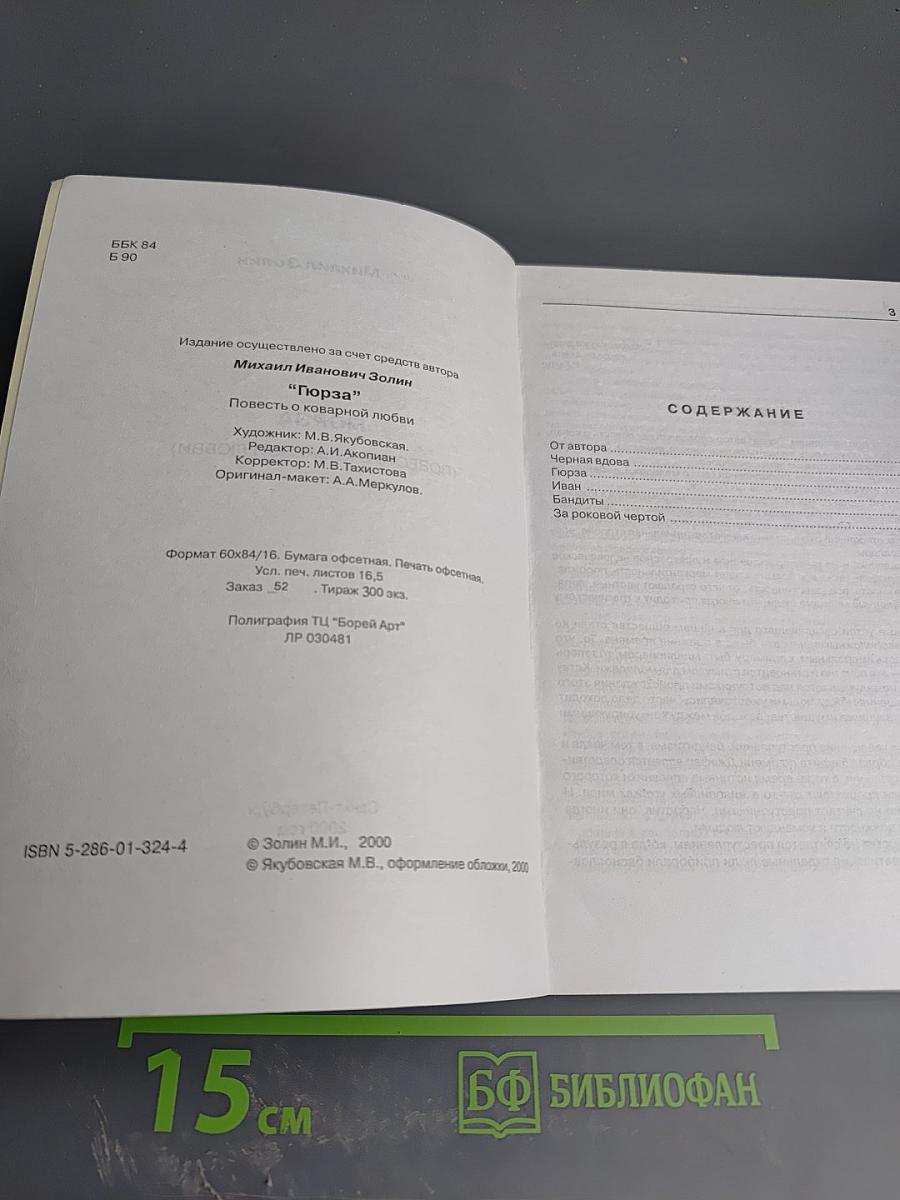 ББК 84
Б 90
Издание осуществлено за счет средств автора
Михаил Иванович Золин
“Гюрза”
Повесть о коварной любви
Художник: М.В.Якубовская.
Редактор: А.И.Акопиан
Корректор: М.В.Тахистова
Оригинал-макет: А.А.Меркулов.
Формат 60х84/16. Бумага офсетная. Печать офсетная.
Усл. печ. листов 16,5
Заказ _52 . Тираж 300 экз.
Полиграфия ТЦ "Борей Арт"
ЛР 030481
ISBN 5-286-01-324-4
© Золин М.И., 2000
© Якубовская М.В., оформление обложки, 2000
3
СОДЕРЖАНИЕ
От автора
Черная вдова
Гюрза
Иван
Бандиты
За роковой чертой
15 см
БФ БИБЛИОФАН